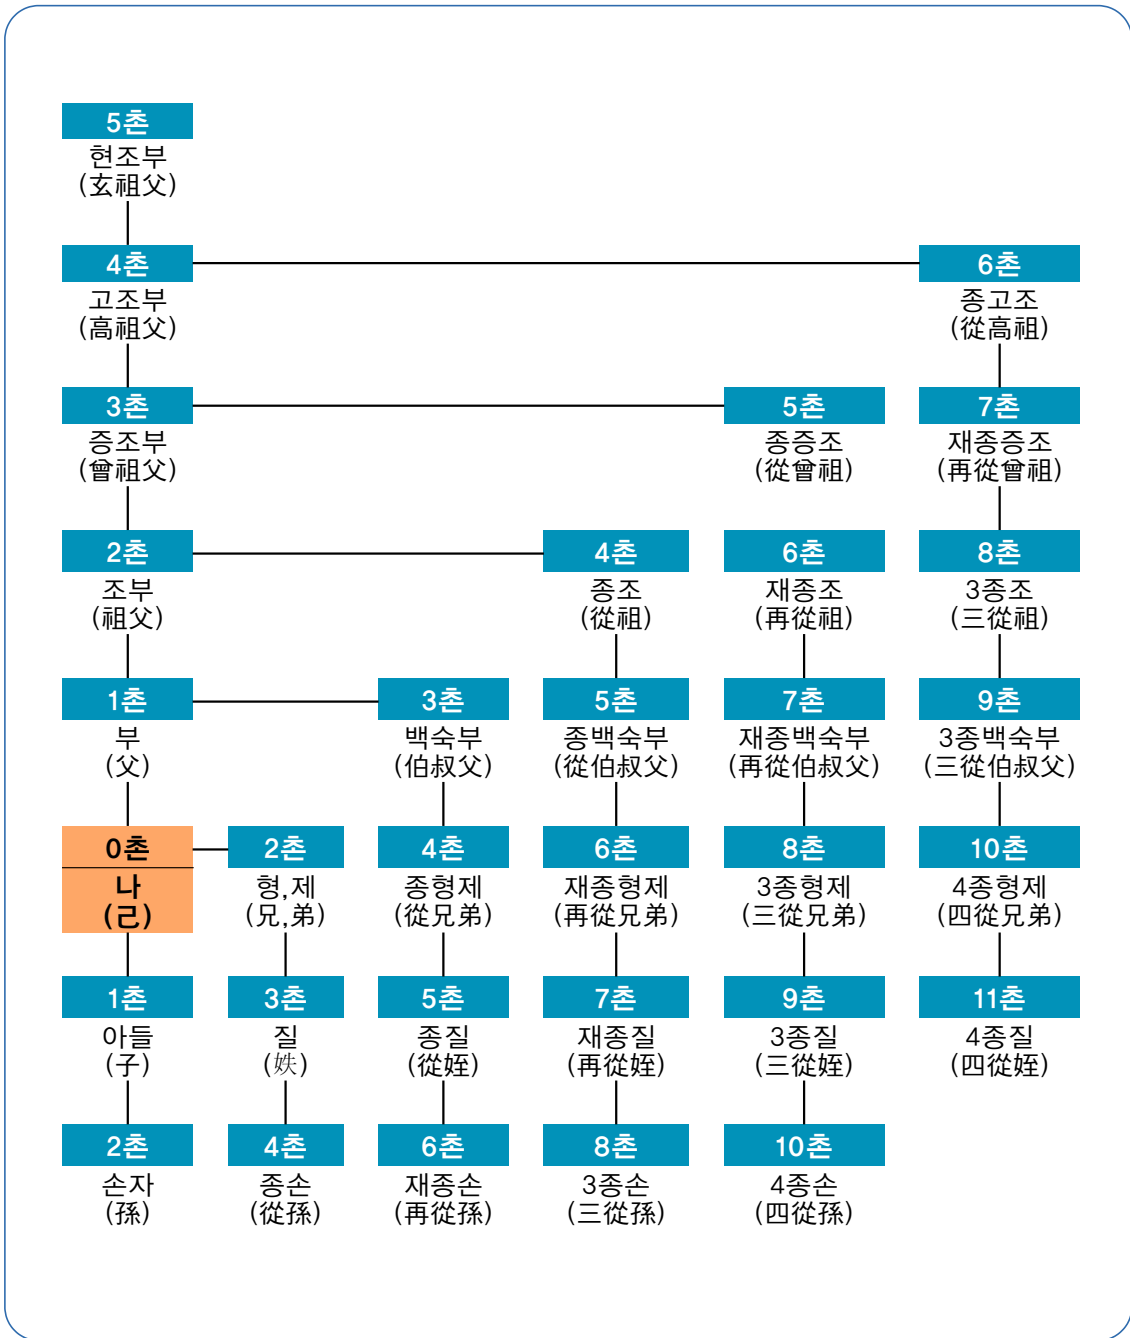 5촌
현조부
(玄祖父)
4촌
고조부
(高祖父)
6촌
종고조
(從高祖)
3촌
증조부
(曾祖父)
5촌
종증조
(從曾祖)
7촌
재종증조
(再從曾祖)
2촌
조부
(祖父)
4촌
종조
(從祖)
6촌
재종조
(再從祖)
8촌
3종조
(三從祖)
1촌
부
(父)
3촌
백숙부
(伯叔父)
5촌
종백숙부
(從伯叔父)
7촌
재종백숙부
(再從伯叔父)
9촌
3종백숙부
(三從伯叔父)
0촌
나
(己)
2촌
형,제
(兄,弟)
4촌
종형제
(從兄弟)
6촌
재종형제
(再從兄弟)
8촌
3종형제
(三從兄弟)
10촌
4종형제
(四從兄弟)
1촌
아들
(子)
3촌
질
(妷)
5촌
종질
(從姪)
7촌
재종질
(再從姪)
9촌
3종질
(三從姪)
11촌
4종질
(四從姪)
2촌
손자
(孫)
4촌
종손
(從孫)
6촌
재종손
(再從孫)
8촌
3종손
(三從孫)
10촌
4종손
(四從孫)